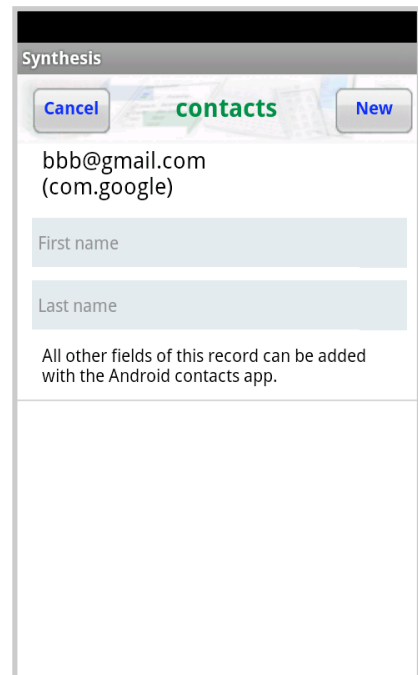 Synthesis
Cancel
contacts
New
bbb@gmail.com
(com.google)
First name
Last name
All other fields of this record can be added
with the Android contacts app.